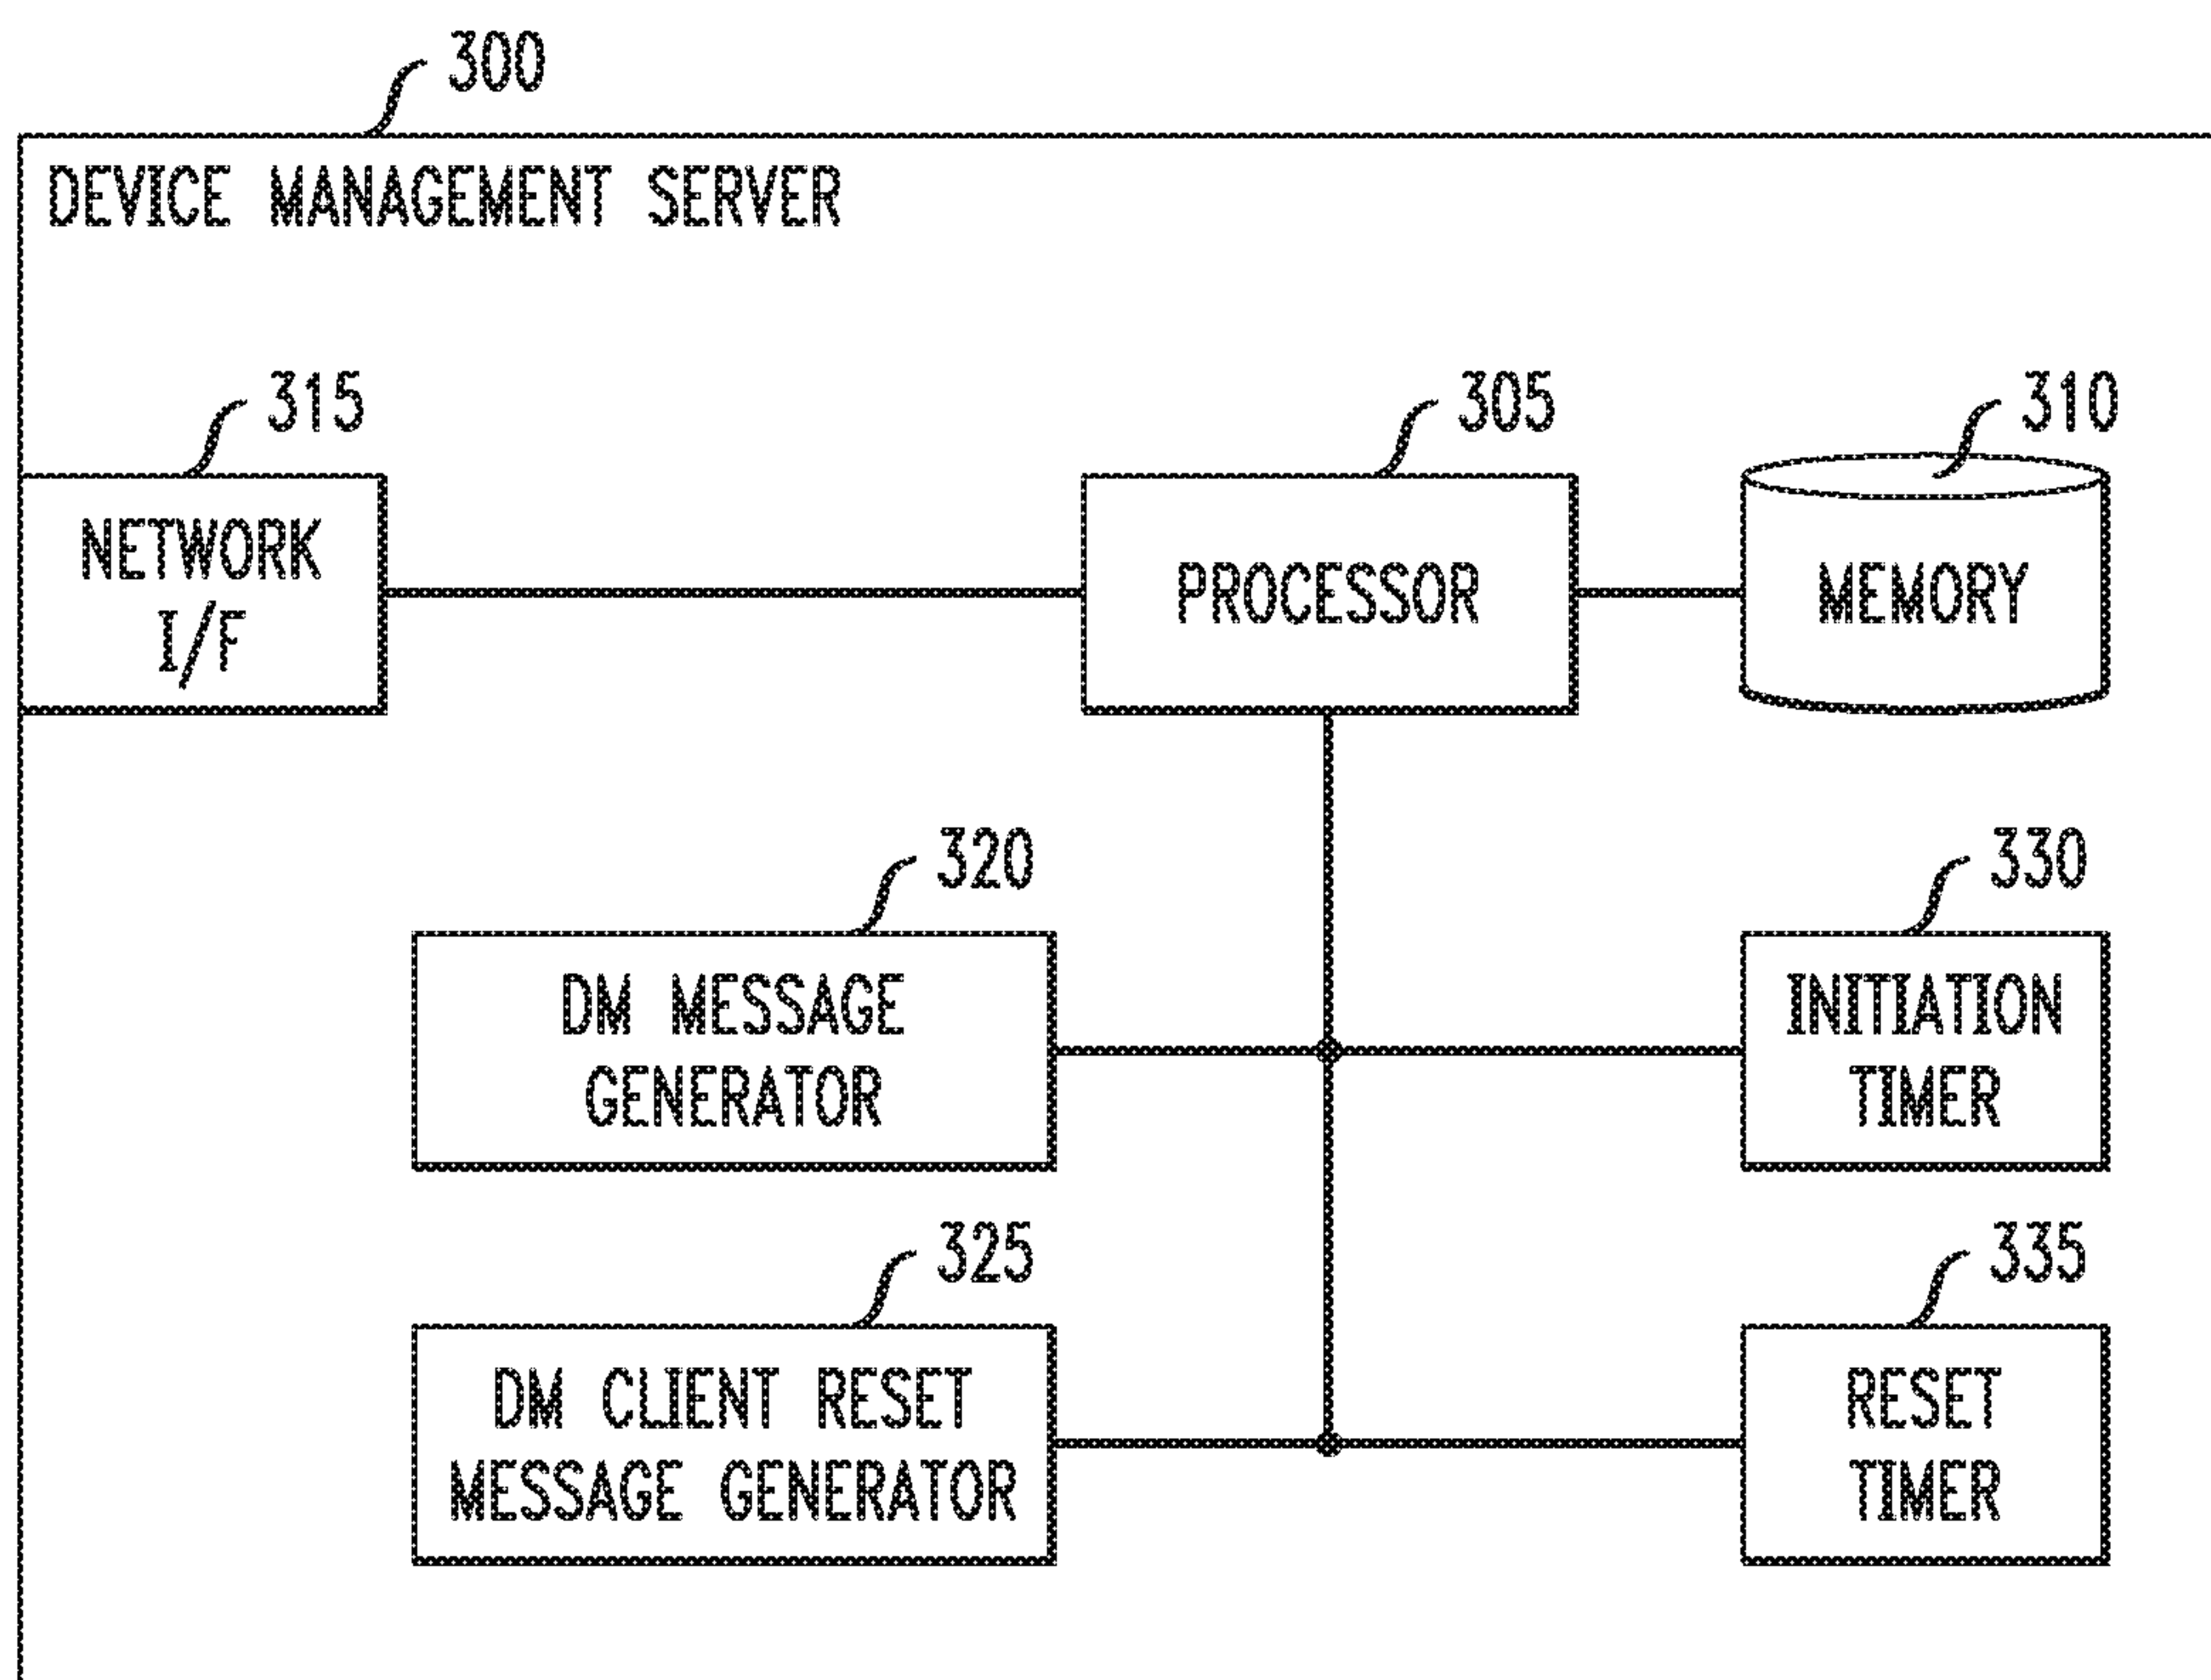 300
DEVICE MANAGEMENT SERVER
315
305
310
NETWORK
I/F
PROCESSOR
MEMORY
320
330
DM MESSAGE
GENERATOR
INITIATION
TIMER
325
335
DM CLIENT RESET
MESSAGE GENERATOR
RESET
TIMER